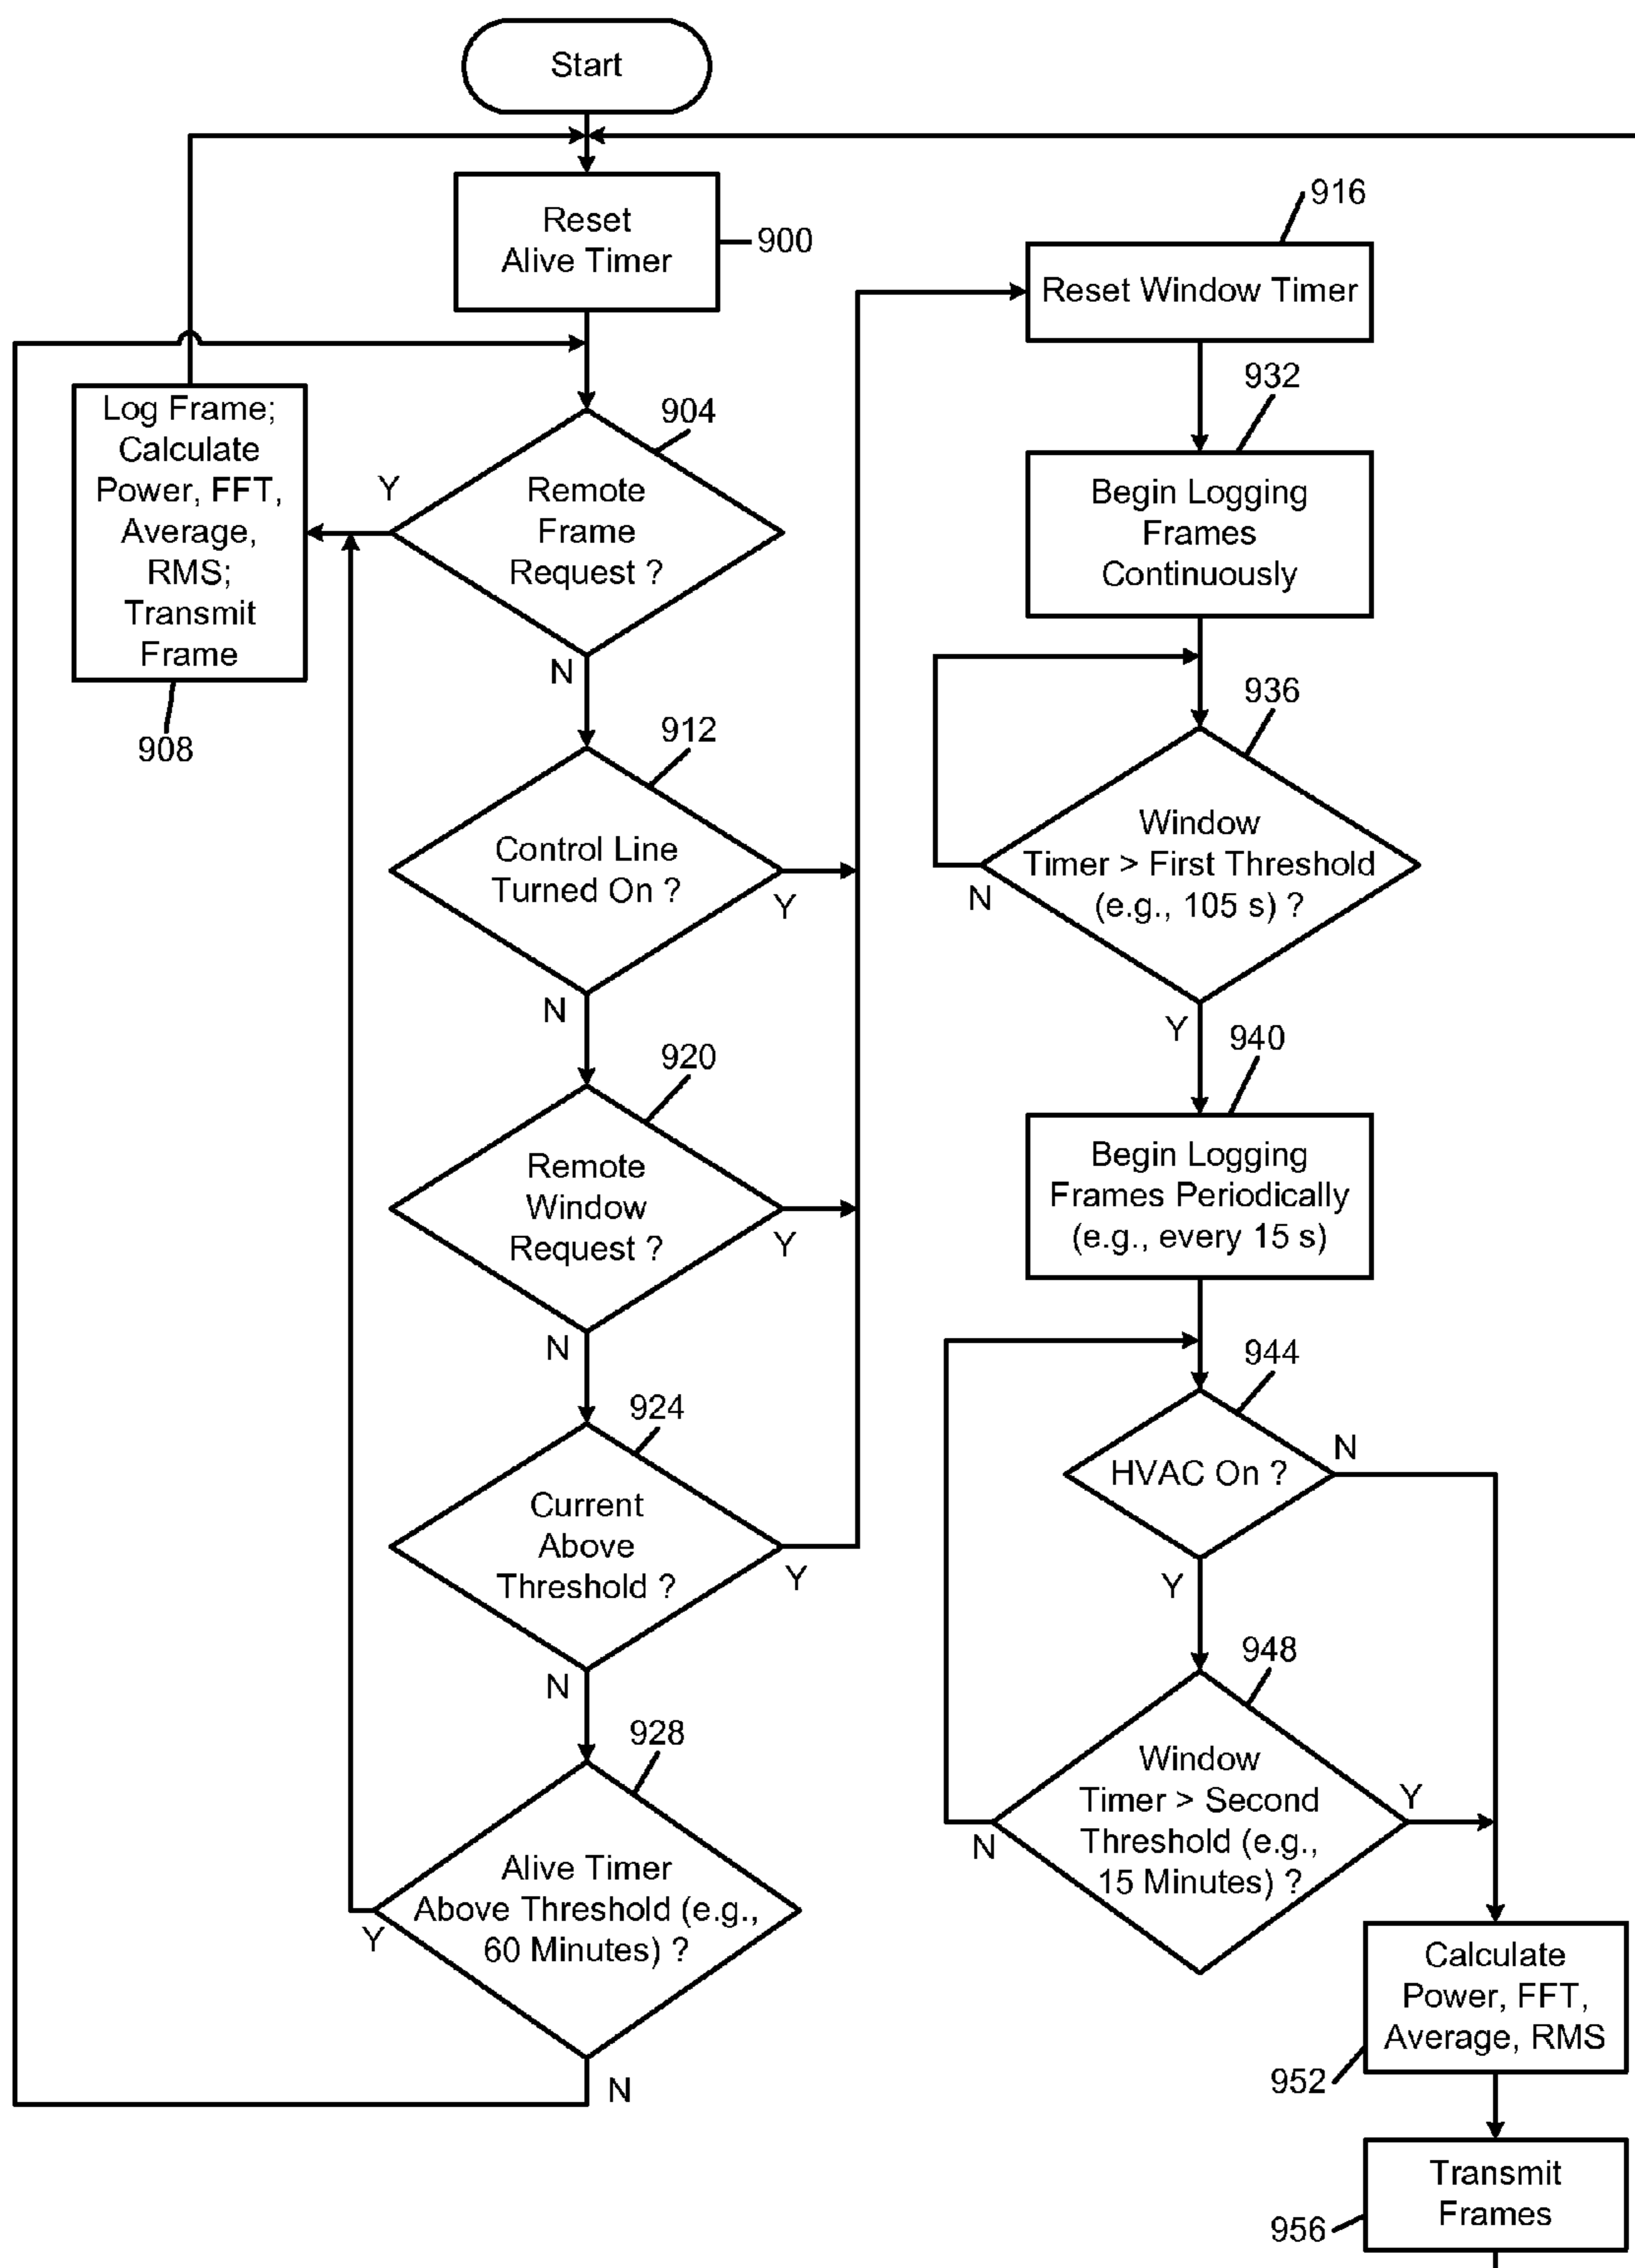 Start
Reset
Alive Timer
900
Log Frame;
Calculate
Power, FFT,
Average,
RMS;
Transmit
Frame
908
904
Remote
Frame
Request ?
Y
N
912
Control Line
Turned On ?
Y
N
920
Remote
Window
Request ?
Y
N
924
Current
Above
Threshold ?
Y
N
928
Alive Timer
Above Threshold (e.g.,
60 Minutes) ?
Y
N
916
Reset Window Timer
932
Begin Logging
Frames
Continuously
936
Window
Timer > First Threshold
(e.g., 105 s) ?
N
Y
940
Begin Logging
Frames Periodically
(e.g., every 15 s)
944
HVAC On ?
N
Y
948
Window
Timer > Second
Threshold (e.g.,
15 Minutes) ?
Y
N
Calculate
Power, FFT,
Average, RMS
952
Transmit
Frames
956